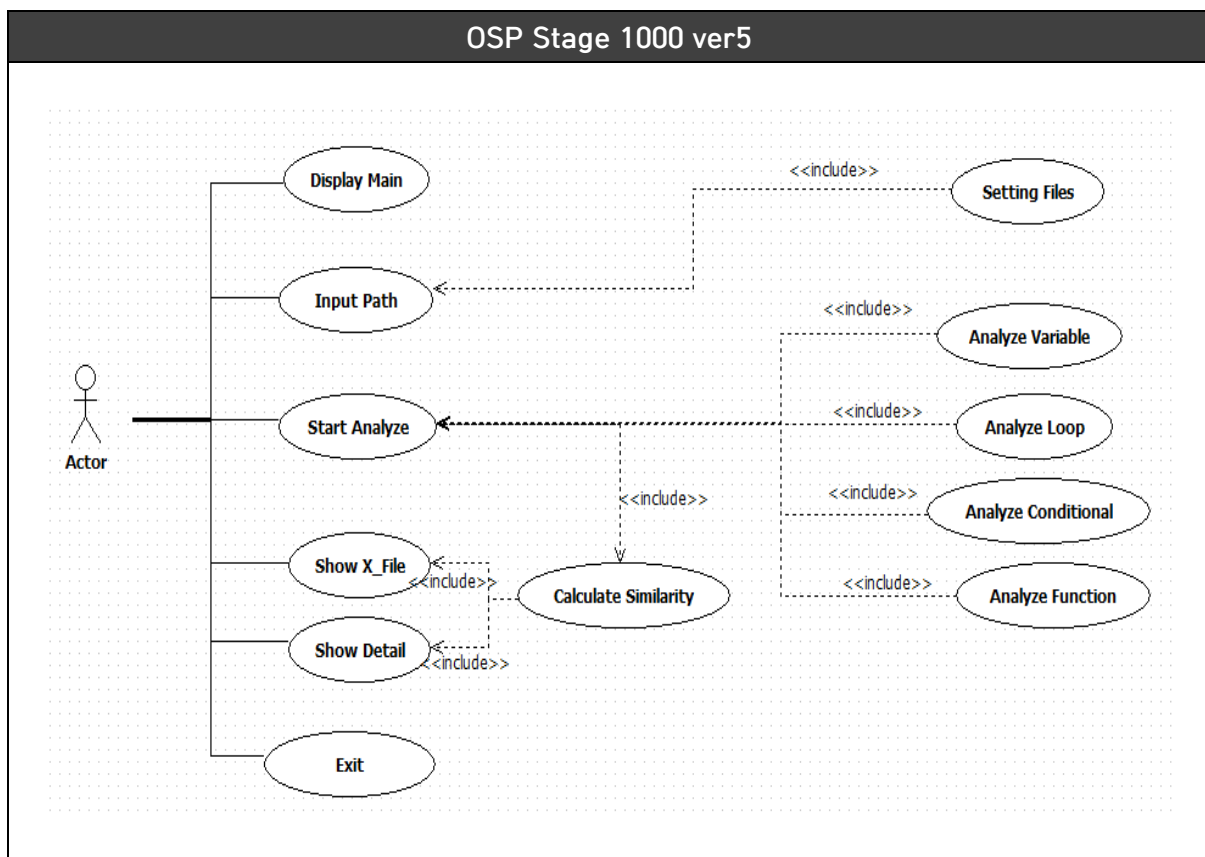 OSP Stage 1000 ver5
Display Main
<<include>>
Setting Files
Input Path
<<include>>
Analyze Variable
Actor
Start Analyze
<<include>>
Analyze Loop
<<include>>
<<include>>
Analyze Conditional
Show X_File
<<include>>
Calculate Similarity
<<include>>
Analyze Function
Show Detail
<<include>>
Exit